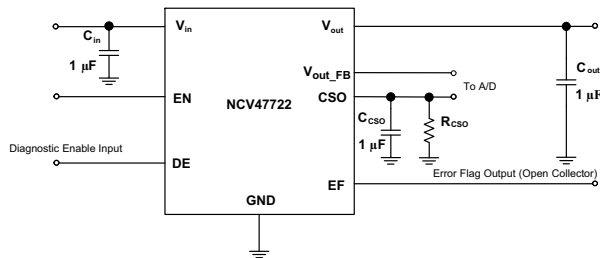 Vin
Vout
Cin
1 µF
Vout_FB
To A/D
Cout
1 µF
EN
NCV47722
CSO
CCSO
1 µF
RCSO
Diagnostic Enable Input
DE
EF
Error Flag Output (Open Collector)
GND